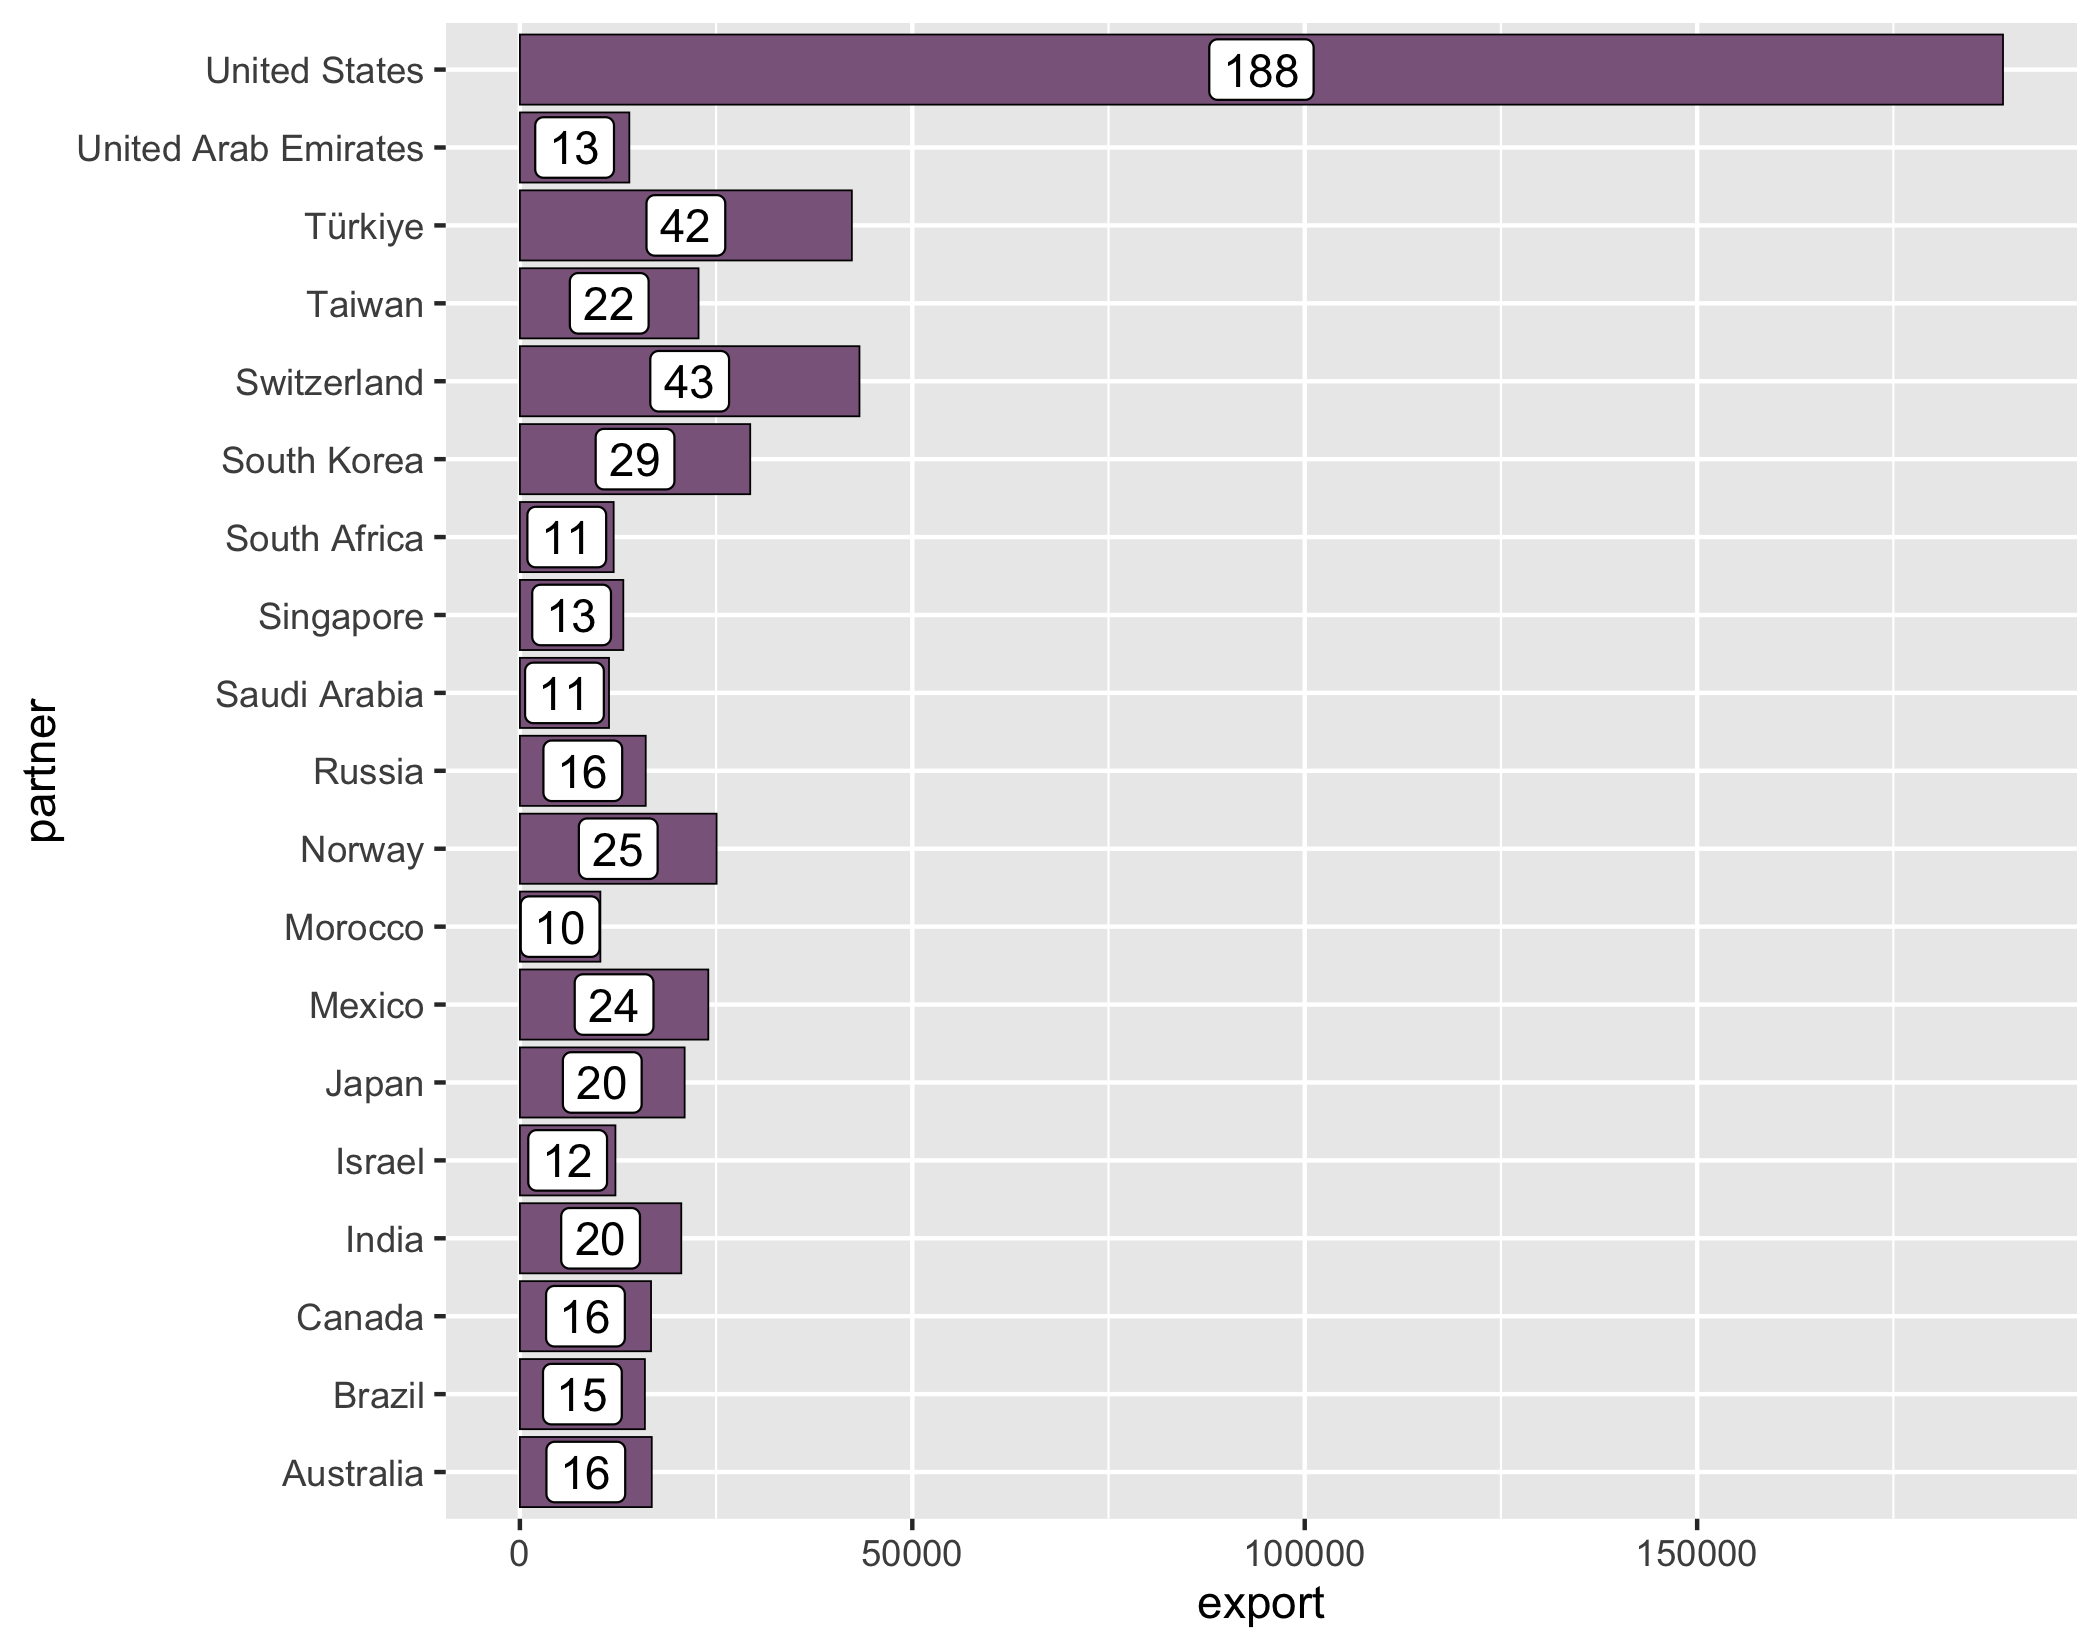 United States 188
United Arab Emirates 13
Türkiye 42
Taiwan 22
Switzerland 43
South Korea 29
South Africa 11
Singapore 13
Saudi Arabia 11
Russia 16
Norway 25
Morocco 10
Mexico 24
Japan 20
Israel 12
India 20
Canada 16
Brazil 15
Australia 16
partner
0 50000 100000 150000
export